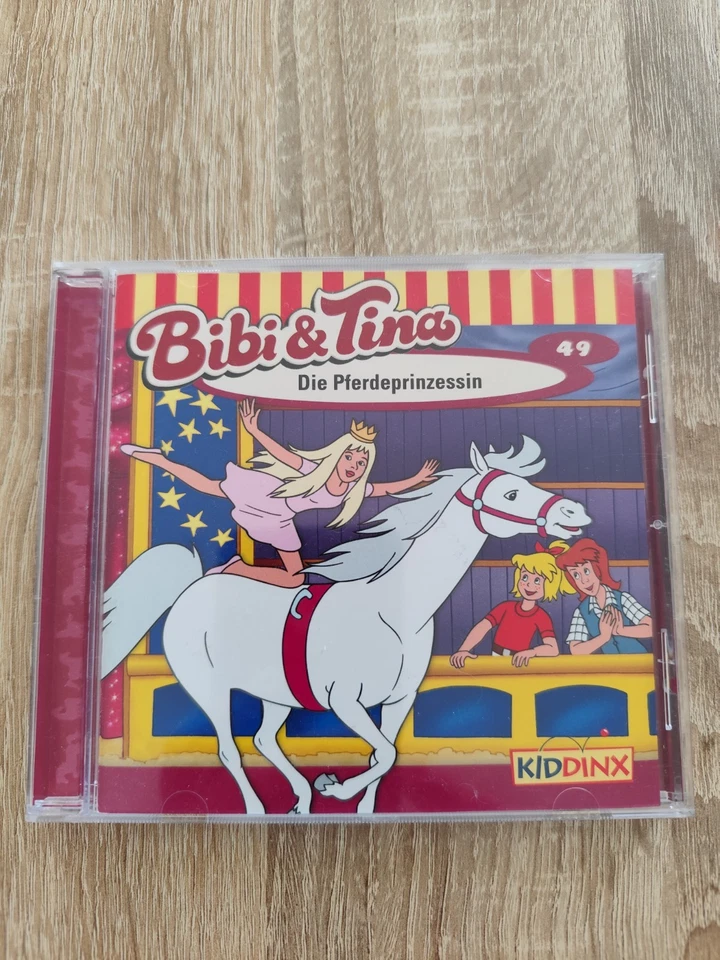 Bibi & Tina
49
Die Pferdeprinzessin
C
KIDDINX